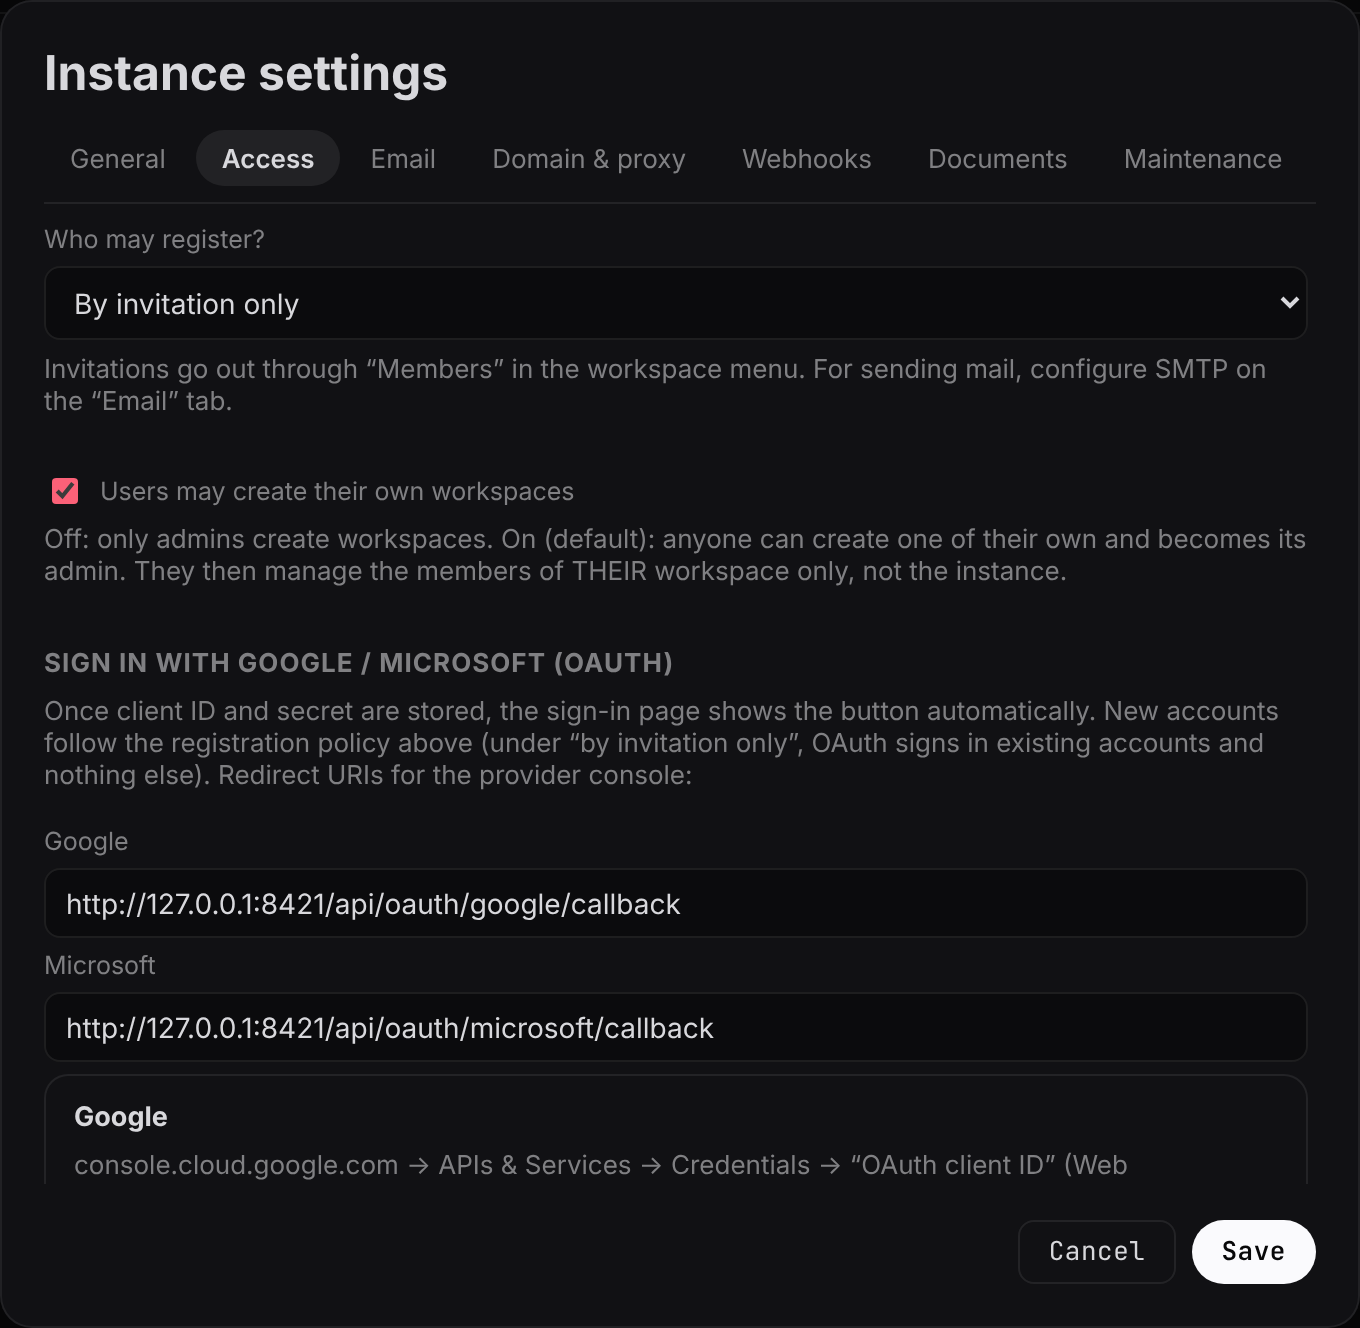 Instance settings
General Access Email Domain & proxy Webhooks Documents Maintenance
Who may register?
By invitation only
Invitations go out through “Members” in the workspace menu. For sending mail, configure SMTP on
the “Email” tab.
Users may create their own workspaces
Off: only admins create workspaces. On (default): anyone can create one of their own and becomes its
admin. They then manage the members of THEIR workspace only, not the instance.
SIGN IN WITH GOOGLE / MICROSOFT (OAUTH)
Once client ID and secret are stored, the sign-in page shows the button automatically. New accounts
follow the registration policy above (under “by invitation only”, OAuth signs in existing accounts and
nothing else). Redirect URIs for the provider console:
Google
http://127.0.0.1:8421/api/oauth/google/callback
Microsoft
http://127.0.0.1:8421/api/oauth/microsoft/callback
Google
console.cloud.google.com → APIs & Services → Credentials → “OAuth client ID” (Web
Cancel Save